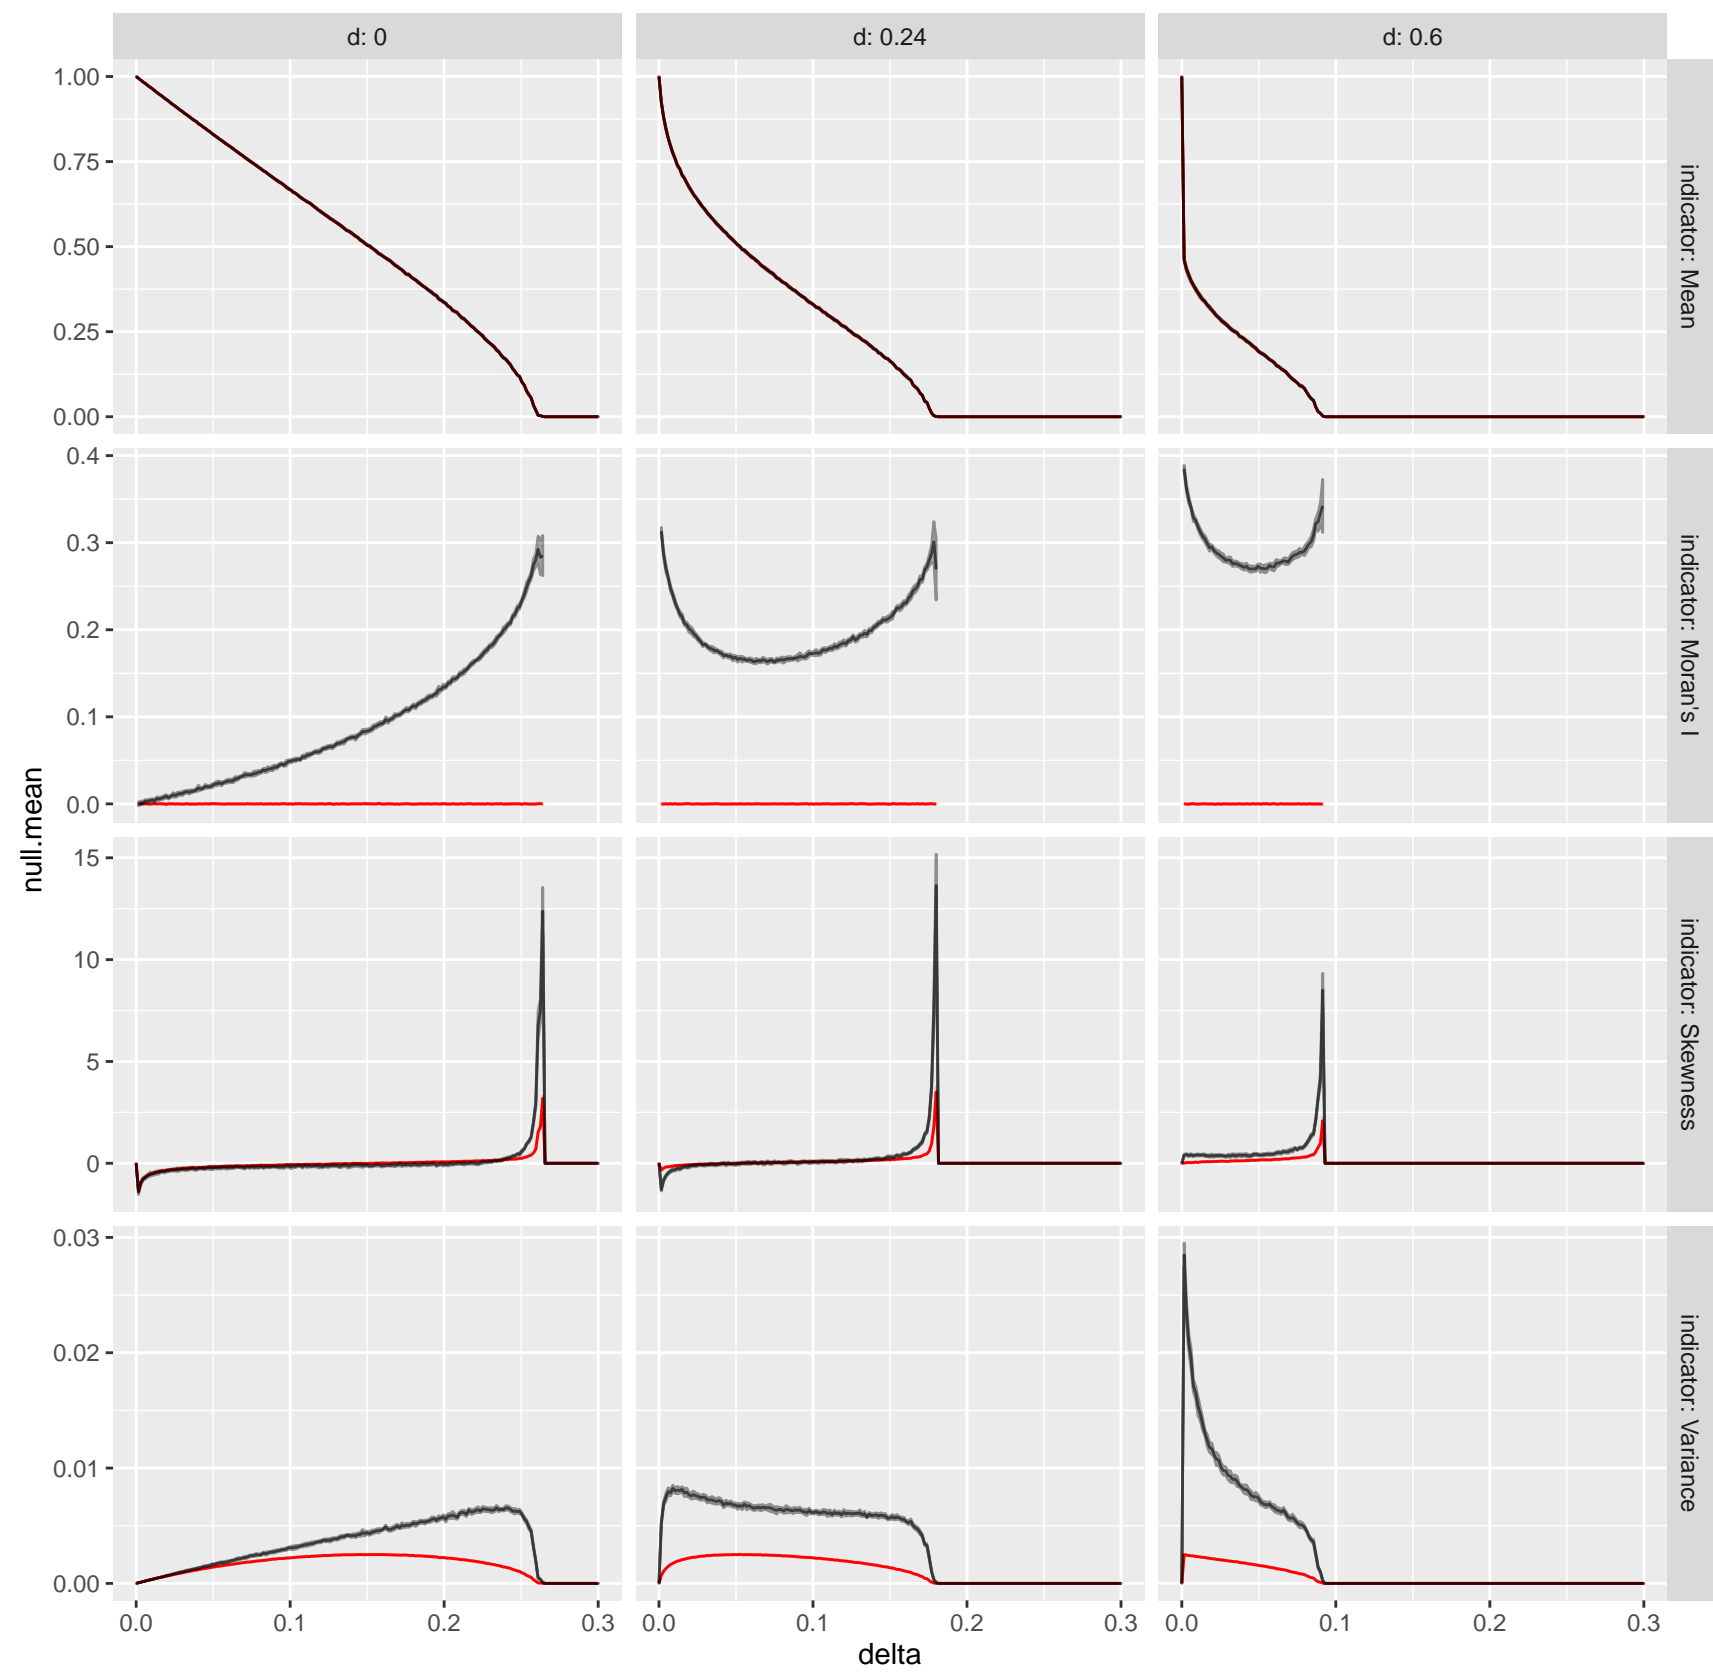 d: 0
d: 0.24
d: 0.6
1.00
0.75
0.50
0.25
0.00
indicator: Mean
0.4
0.3
0.2
0.1
0.0
indicator: Moran's I
null.mean
15
10
5
0
indicator: Skewness
0.03
0.02
0.01
0.00
indicator: Variance
0.0 0.1 0.2 0.3
0.0 0.1 0.2 0.3
0.0 0.1 0.2 0.3
delta